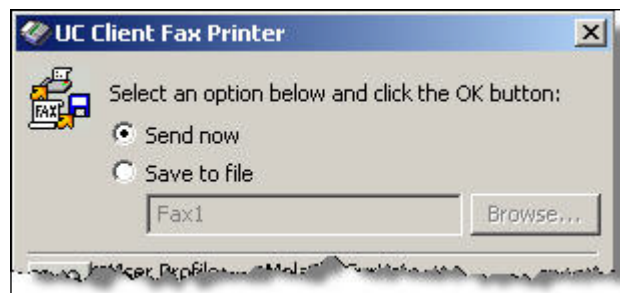 UC Client Fax Printer
FAX
Select an option below and click the OK button:
Send now
Save to file
Fax1
Browse...